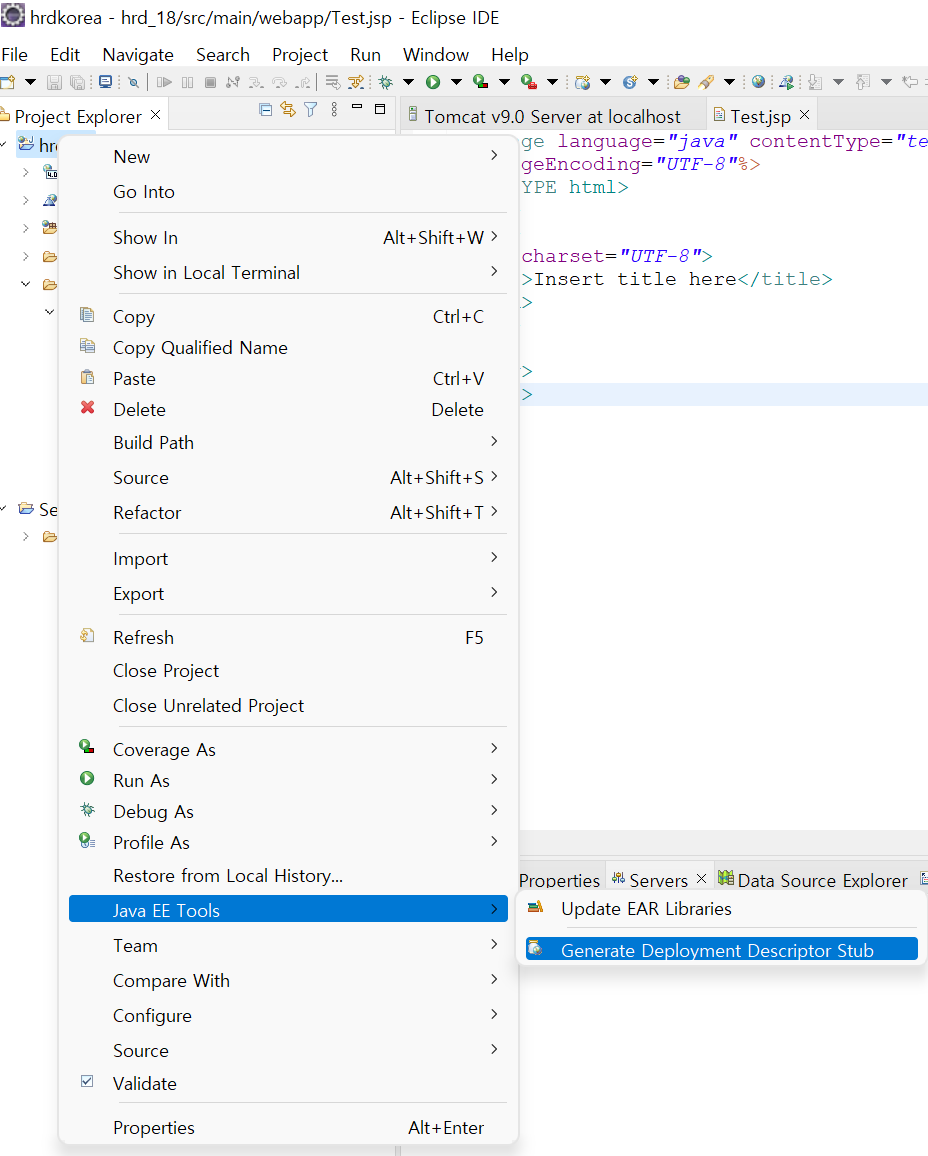 hrdkorea - hrd_18/src/main/webapp/Test.jsp - Eclipse IDE
File Edit Navigate Search Project Run Window Help
Project Explorer
Tomcat v9.0 Server at localhost Test.jsp
ge language="java" contentType="te
geEncoding="UTF-8"%>
YPE html>
charset="UTF-8">
>Insert title here</title>
>
>
>
hr
4.0
Se
New
Go Into
Show In Alt+Shift+W
Show in Local Terminal
Copy Ctrl+C
Copy Qualified Name
Paste Ctrl+V
Delete Delete
Build Path
Source Alt+Shift+S
Refactor Alt+Shift+T
Import
Export
Refresh F5
Close Project
Close Unrelated Project
Coverage As
Run As
Debug As
Profile As
Restore from Local History...
Java EE Tools
Team
Compare With
Configure
Source
Validate
Properties Alt+Enter
Properties Servers Data Source Explorer
Update EAR Libraries
Generate Deployment Descriptor Stub